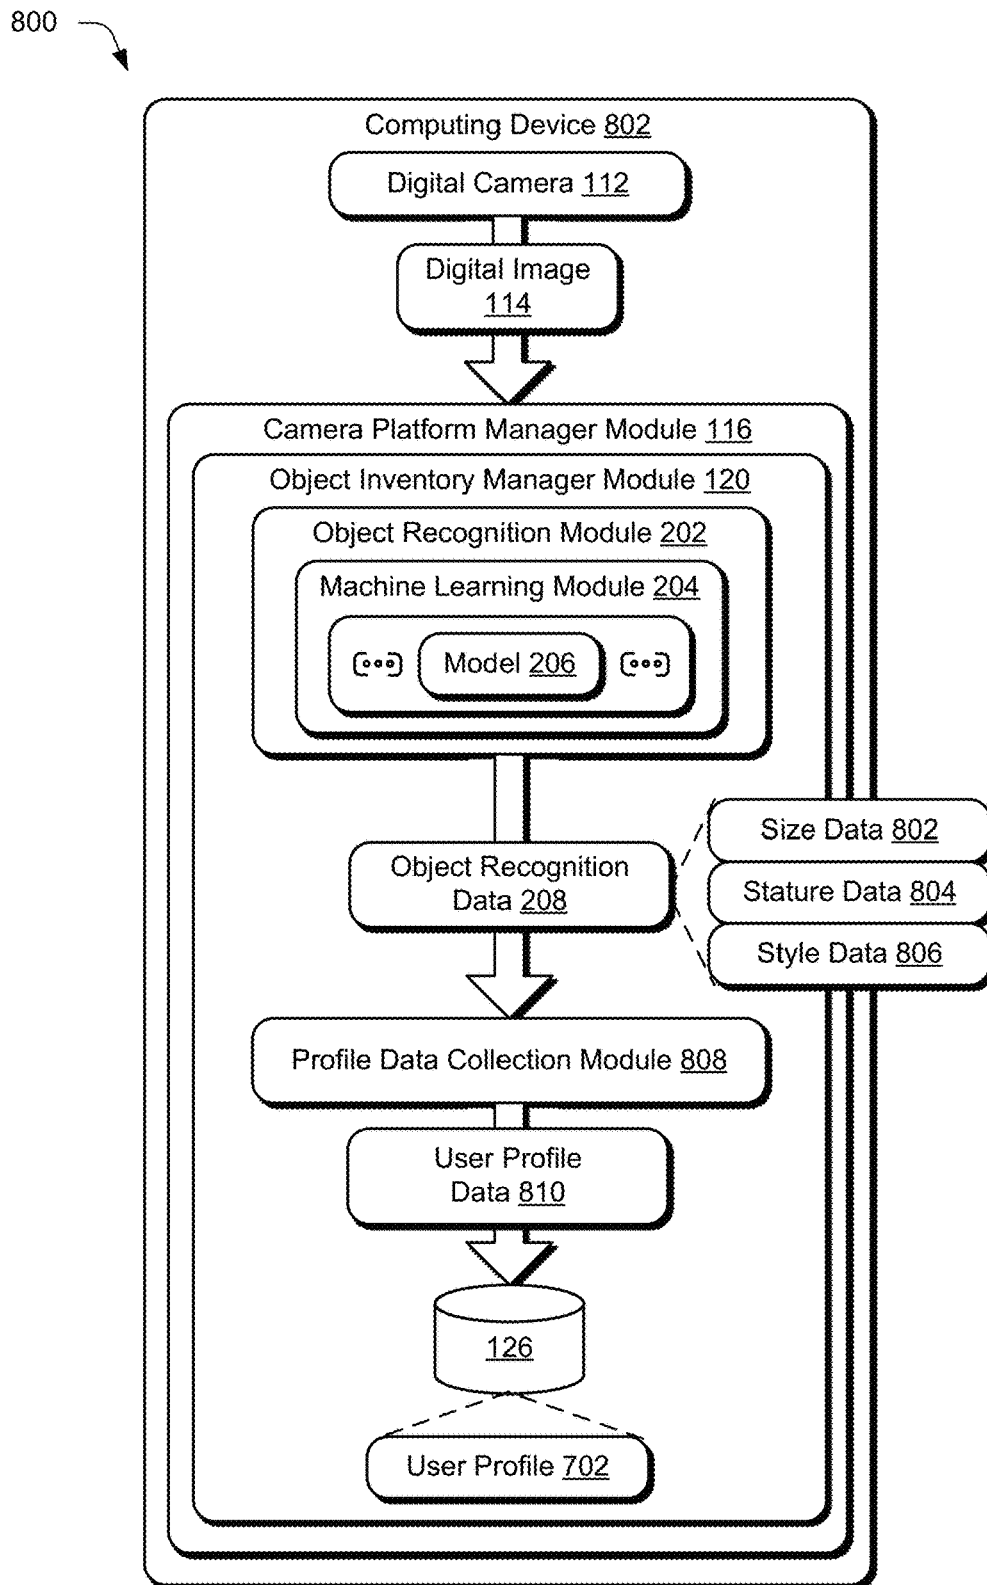 800
Computing Device 802
Digital Camera 112
Digital Image
114
Camera Platform Manager Module 116
Object Inventory Manager Module 120
Object Recognition Module 202
Machine Learning Module 204
Model 206
Object Recognition
Data 208
Size Data 802
Stature Data 804
Style Data 806
Profile Data Collection Module 808
User Profile
Data 810
126
User Profile 702